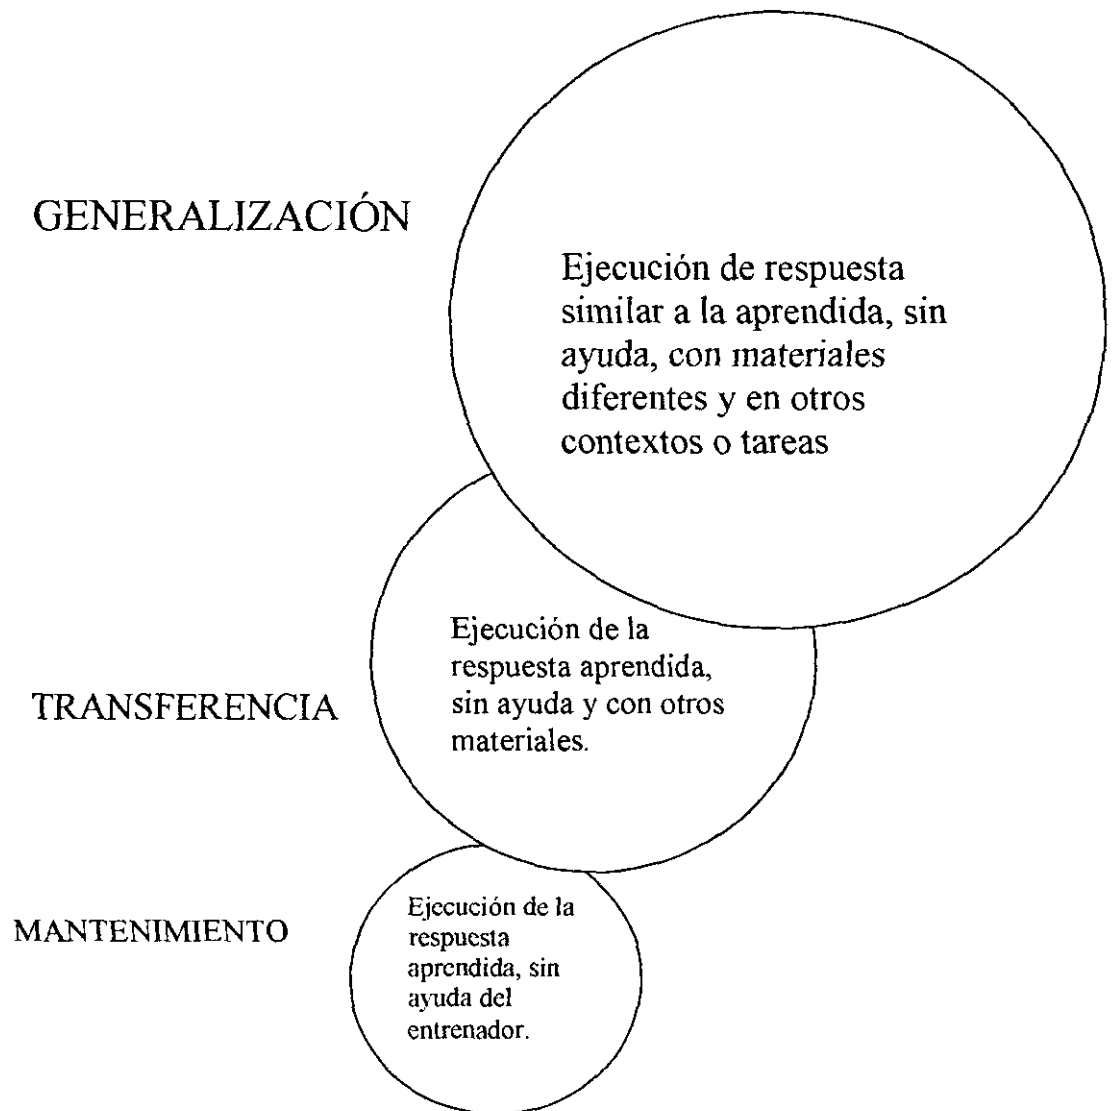 GENERALIZACIÓN
Ejecución de respuesta
similar a la aprendida, sin
ayuda, con materiales
diferentes y en otros
contextos o tareas
TRANSFERENCIA
Ejecución de la
respuesta aprendida,
sin ayuda y con otros
materiales.
MANTENIMIENTO
Ejecución de la
respuesta
aprendida, sin
ayuda del
entrenador.